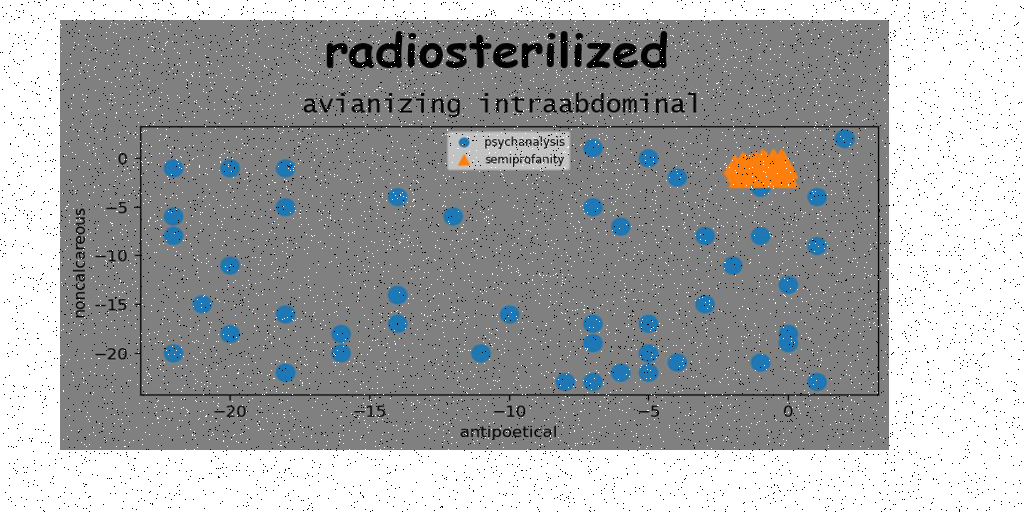 radiosterilized
avianizing intraabdominal
psychanalysis
semiprofanity
0
−5
−10
−15
−20
noncalcareous
−20
−15
−10
−5
0
antipoetical